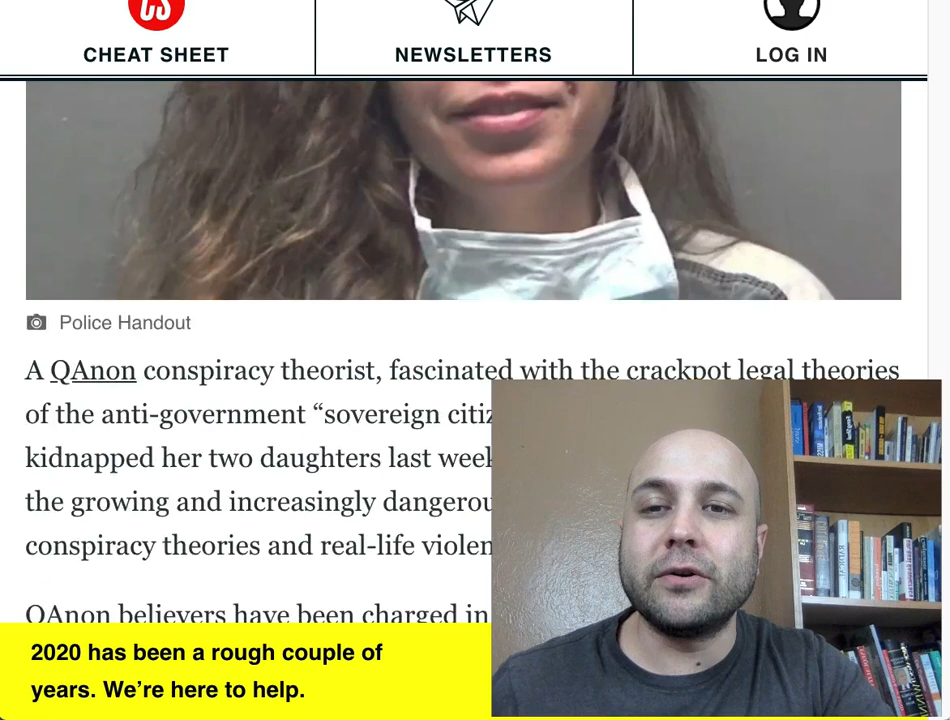 CS
CHEAT SHEET
NEWSLETTERS
LOG IN
Police Handout
A QAnon conspiracy theorist, fascinated with the crackpot legal theories
of the anti-government “sovereign citiz
kidnapped her two daughters last week
the growing and increasingly dangerou
conspiracy theories and real-life violen
QAnon believers have been charged in
2020 has been a rough couple of
years. We’re here to help.